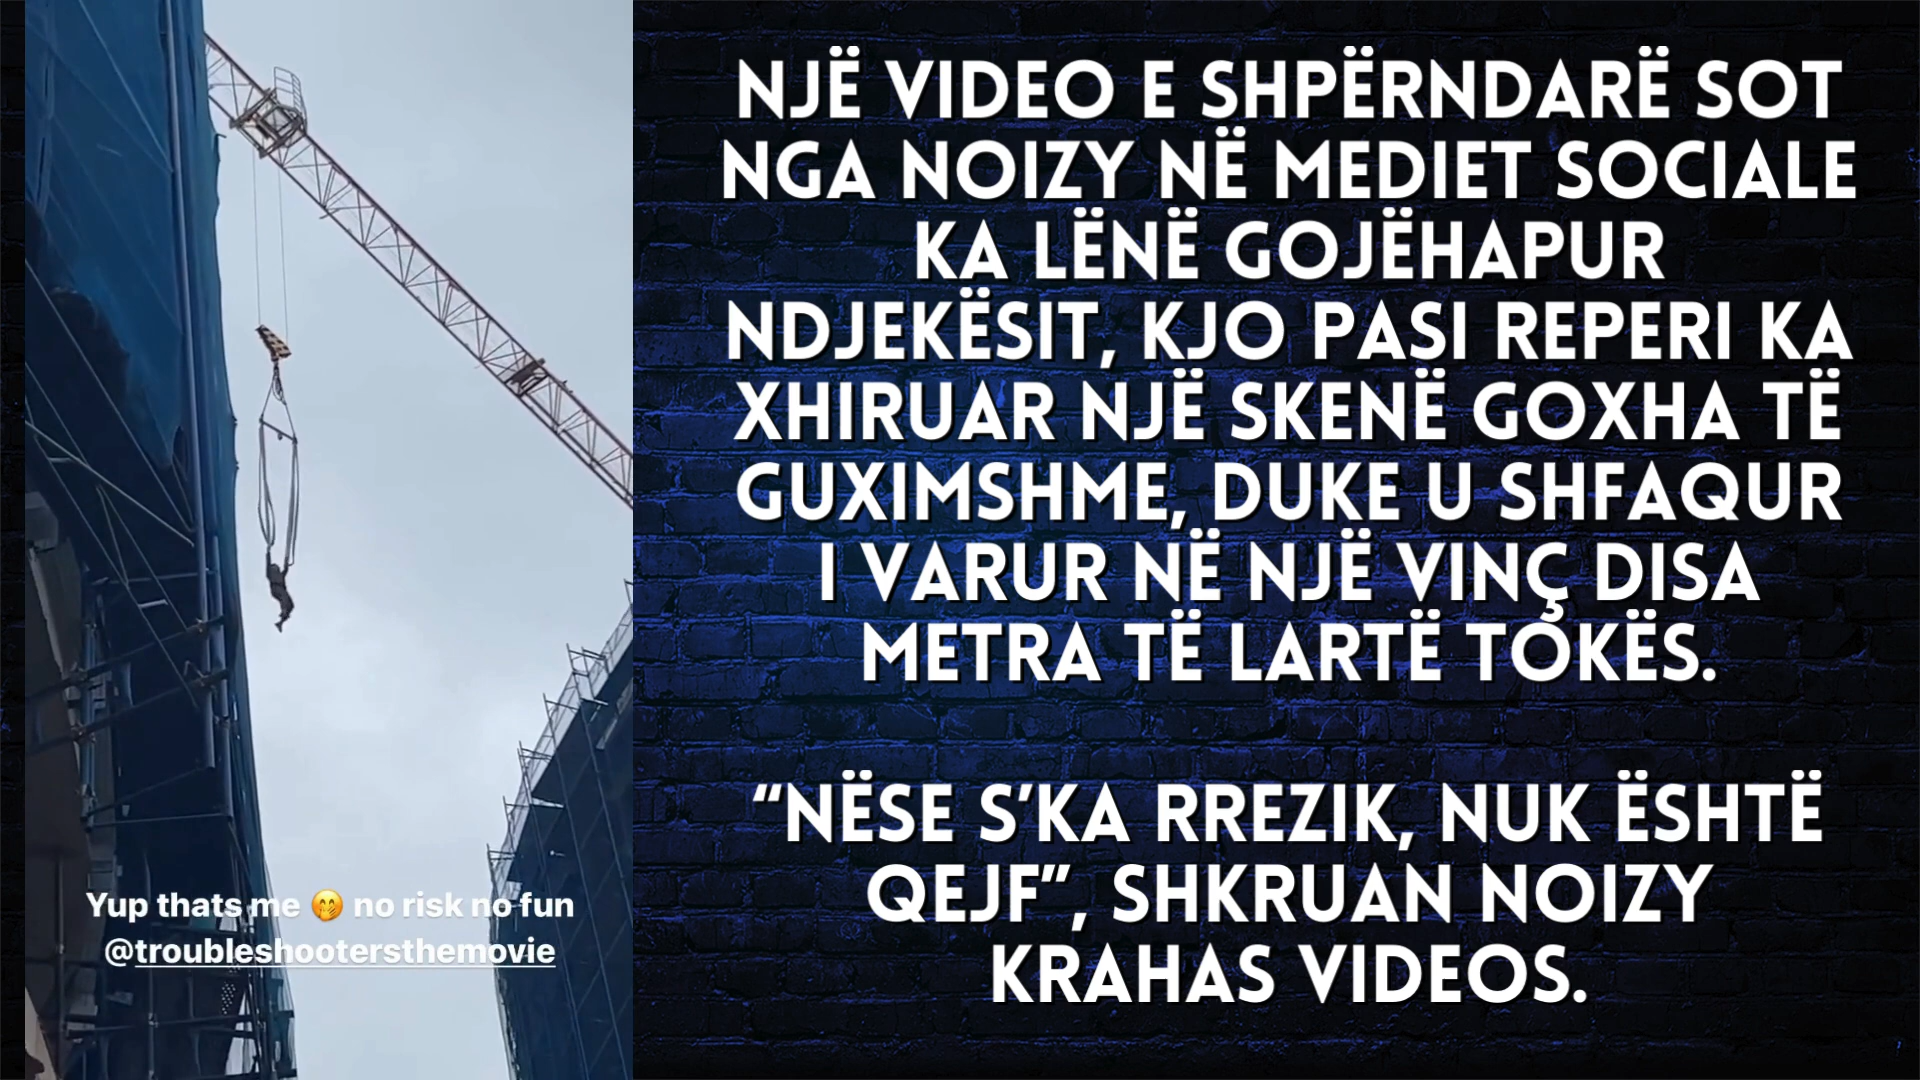 NJË VIDEO E SHPËRNDARË SOT
NGA NOIZY NË MEDIET SOCIALE
KA LËNË GOJËHAPUR
NDJEKËSIT, KJO PASI REPERI KA
XHIRUAR NJË SKENË GOXHA TË
GUXIMSHME, DUKE U SHFAQUR
I VARUR NË NJË VINÇ DISA
METRA TË LARTË TOKËS.
“NËSE S’KA RREZIK, NUK ËSHTË
QEJF”, SHKRUAN NOIZY
KRAHAS VIDEOS.
Yup thats me 🤭 no risk no fun
@troubleshootersthemovie